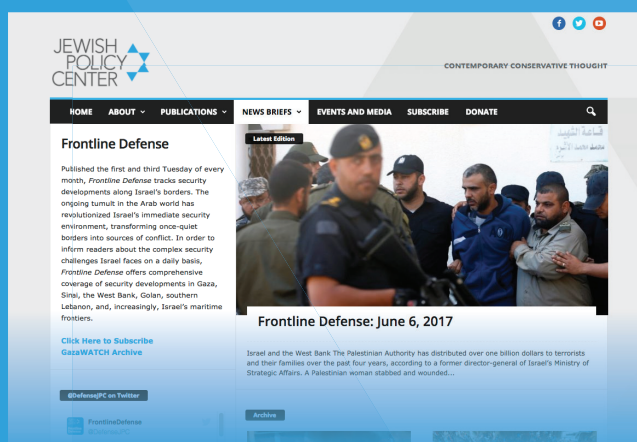 JEWISH
POLICY
CENTER
CONTEMPORARY CONSERVATIVE THOUGHT
HOME ABOUT PUBLICATIONS NEWS BRIEFS EVENTS AND MEDIA SUBSCRIBE DONATE
Frontline Defense
Published the first and third Tuesday of every
month, Frontline Defense tracks security
developments along Israel's borders. The
ongoing tumult in the Arab world has
revolutionized Israel's immediate security
environment, transforming once-quiet
borders into sources of conflict. In order to
inform readers about the complex security
challenges Israel faces on a daily basis,
Frontline Defense offers comprehensive
coverage of security developments in Gaza,
Sinai, the West Bank, Golan, southern
Lebanon, and, increasingly, Israel's maritime
frontiers.
Click Here to Subscribe
GazaWATCH Archive
@DefenseJPC on Twitter
FrontlineDefense
@DefenseJPC
Latest Edition
قاعة الشهيد
Frontline Defense: June 6, 2017
Israel and the West Bank The Palestinian Authority has distributed over one billion dollars to terrorists
and their families over the past four years, according to a former director-general of Israel's Ministry of
Strategic Affairs. A Palestinian woman stabbed and wounded...
Archive